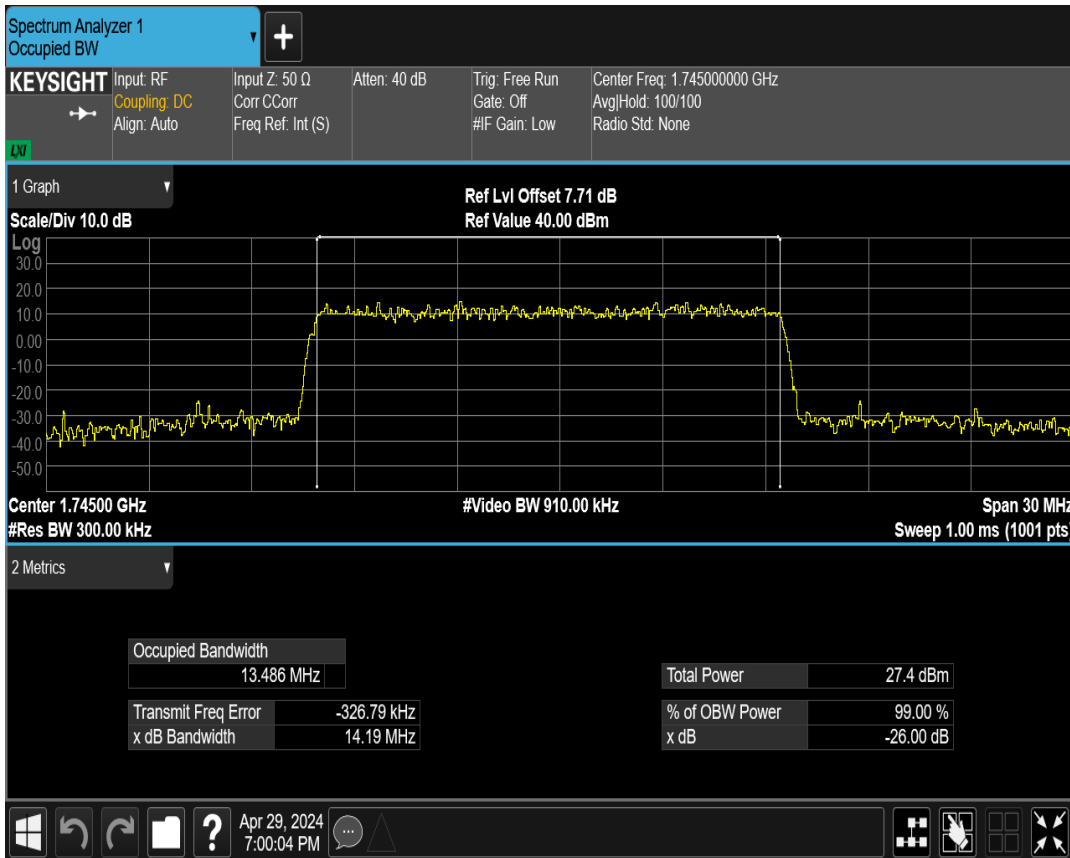 Spectrum Analyzer 1
Occupied BW
+
KEYSIGHT
LXI
Input: RF
Coupling: DC
Align: Auto
Input Z: 50 Ω
Corr CCorr
Freq Ref: Int (S)
Atten: 40 dB
Trig: Free Run
Gate: Off
#IF Gain: Low
Center Freq: 1.745000000 GHz
Avg|Hold: 100/100
Radio Std: None
1 Graph
Scale/Div 10.0 dB
Ref Lvl Offset 7.71 dB
Ref Value 40.00 dBm
Log
30.0
20.0
10.0
0.00
-10.0
-20.0
-30.0
-40.0
-50.0
Center 1.74500 GHz
#Res BW 300.00 kHz
#Video BW 910.00 kHz
Span 30 MHz
Sweep 1.00 ms (1001 pts)
2 Metrics
Occupied Bandwidth
13.486 MHz
Transmit Freq Error -326.79 kHz
x dB Bandwidth 14.19 MHz
Total Power 27.4 dBm
% of OBW Power 99.00 %
x dB -26.00 dB
?
Apr 29, 2024
7:00:04 PM